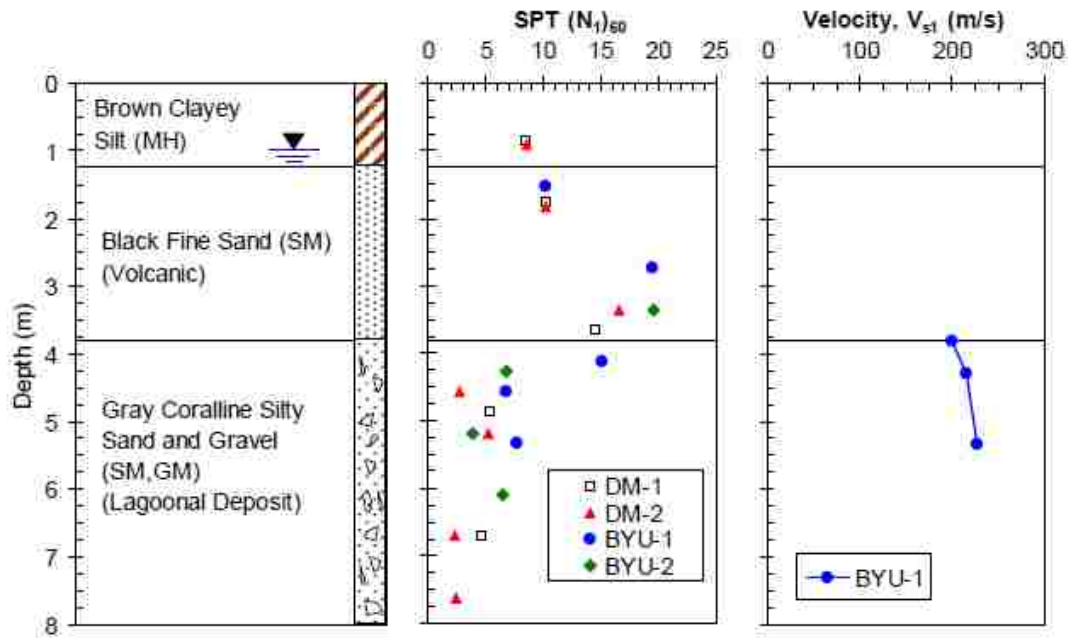 SPT (N1)60
0 5 10 15 20 25
Velocity, Vs1 (m/s)
0 100 200 300
Depth (m)
0
1
2
3
4
5
6
7
8
Brown Clayey
Silt (MH)
Black Fine Sand (SM)
(Volcanic)
Gray Coralline Silty
Sand and Gravel
(SM,GM)
(Lagoonal Deposit)
DM-1
DM-2
BYU-1
BYU-2
BYU-1